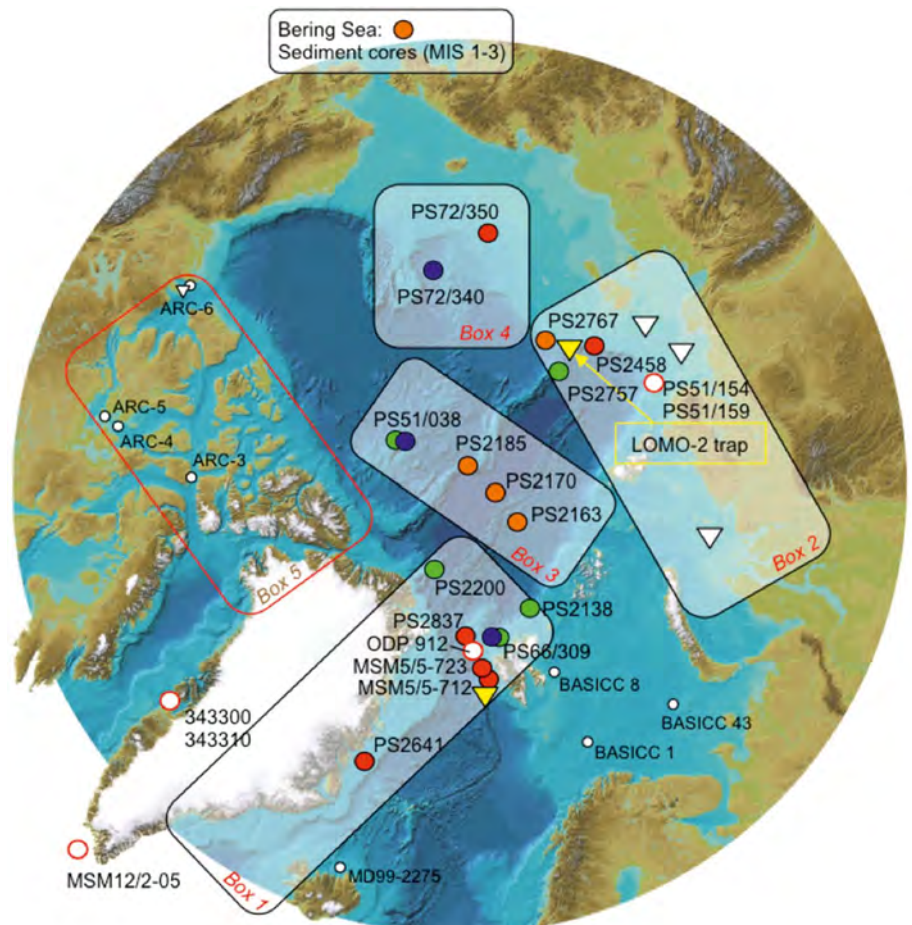 Bering Sea:
Sediment cores (MIS 1-3)
PS72/350
PS72/340
Box 4
ARC-6
PS2767
PS2458
PS2757
PS51/154
PS51/159
LOMO-2 trap
Box 2
ARC-5
ARC-4
ARC-3
PS51/038
PS2185
PS2170
PS2163
Box 3
Box 5
PS2200
PS2138
PS2837
ODP 912
PS66/309
MSM5/5-723
MSM5/5-712
BASICC 8
BASICC 43
BASICC 1
343300
343310
PS2641
MSM12/2-05
MD99-2275
Box 1